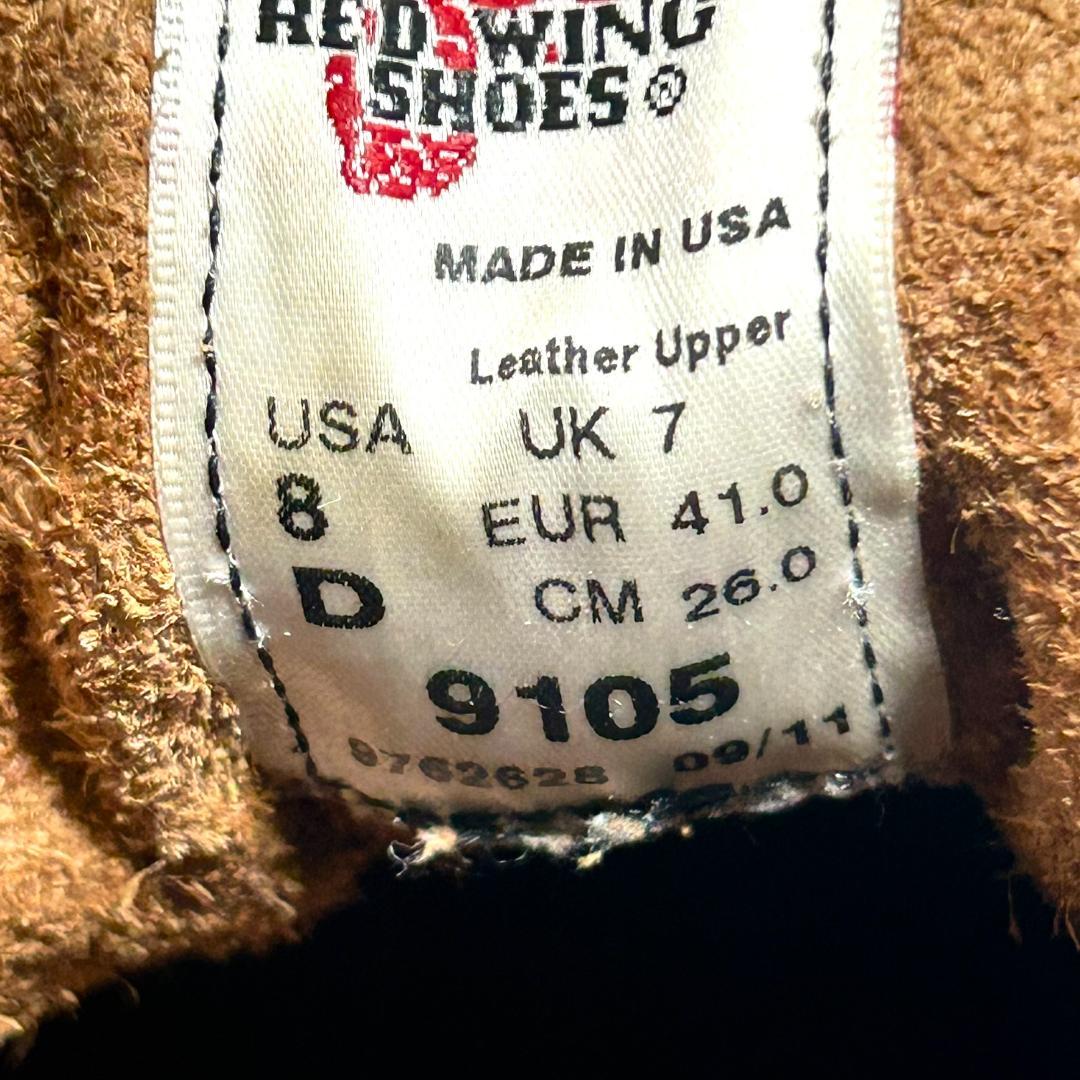 RED WING
SHOES®
MADE IN USA
Leather Upper
USA UK 7
8 EUR 41.0
D CM 26.0
9105
8762628 09/11